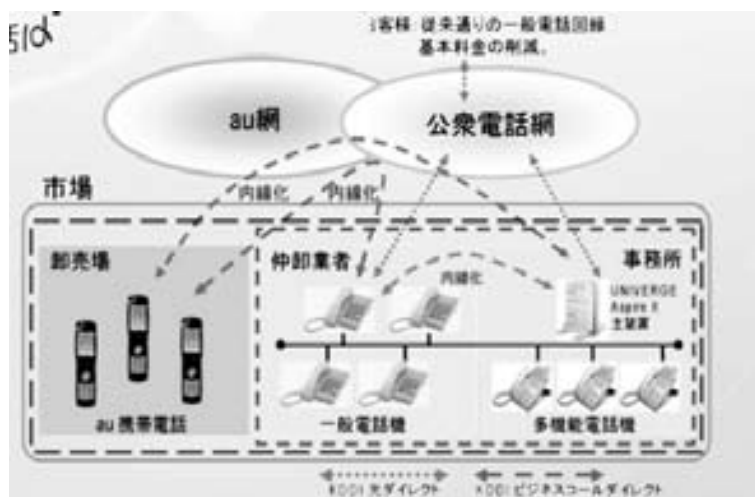 客様: 従来通りの一般電話回線
基本料金の削減。
au網
公衆電話網
市場
内線化
内線化
卸売場
仲卸業者
事務所
内線化
UNIVERGE
Aspire X
主装置
au 携帯電話
一般電話機
多機能電話機
KDDI 光ダイレクト
KDDI ビジネスコールダイレクト